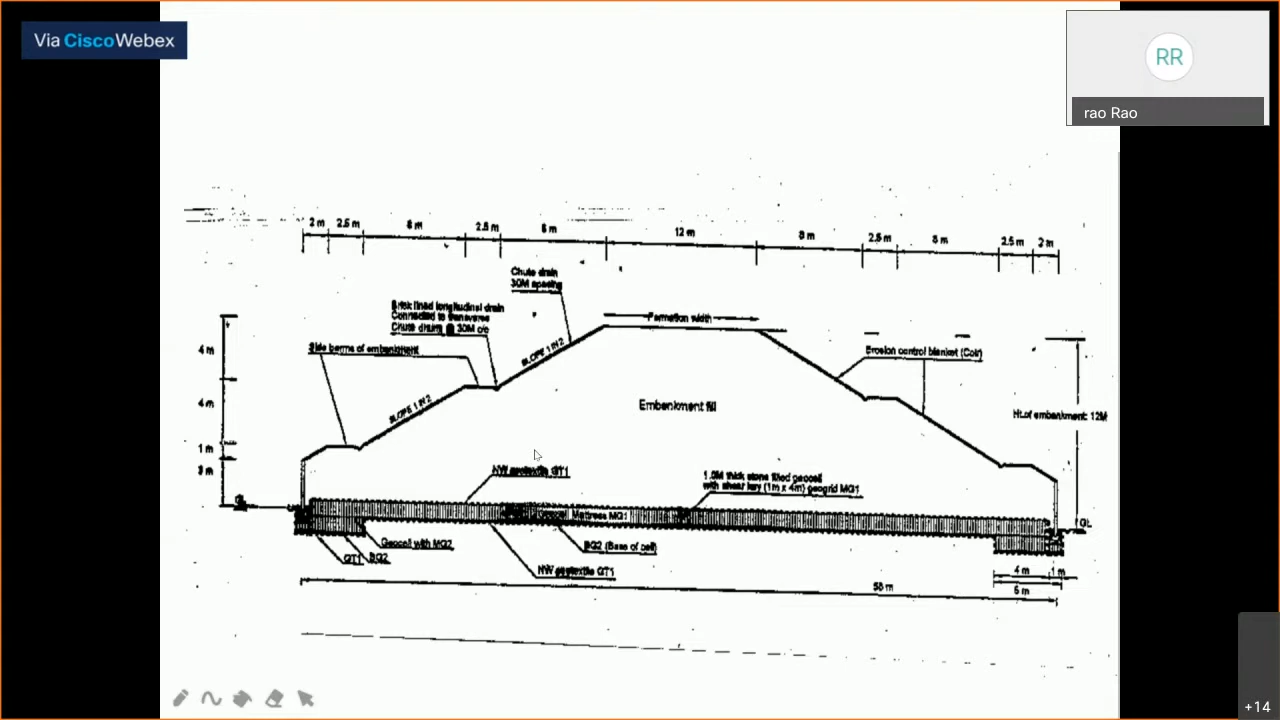 Via CiscoWebex
RR
rao Rao
2 m
2.5 m
8 m
2.5 m
8 m
12 m
8 m
2.5m
8 m
2.5m
2m
Chute drain
30M spacing
Brick lined longitudinal drain
Connected to transverse
Chute drains @ 30M c/c
Side berms of embankment
SLOPE 1 IN 2
SLOPE 1 IN 2
Formation width
Erosion control blanket (Coir)
Embankment fill
Ht.of embankment: 12M
4 m
4 m
1 m
3 m
NW geotextile GT1
1.0M thick stone filled geocell
with shear key (1m x 4m) geogrid MG1
Mattress MG1
GL
Geocell with MG2
GT1
BG2
BG2 (Base of cell)
NW geotextile GT1
58 m
4 m
1 m
5 m
+14